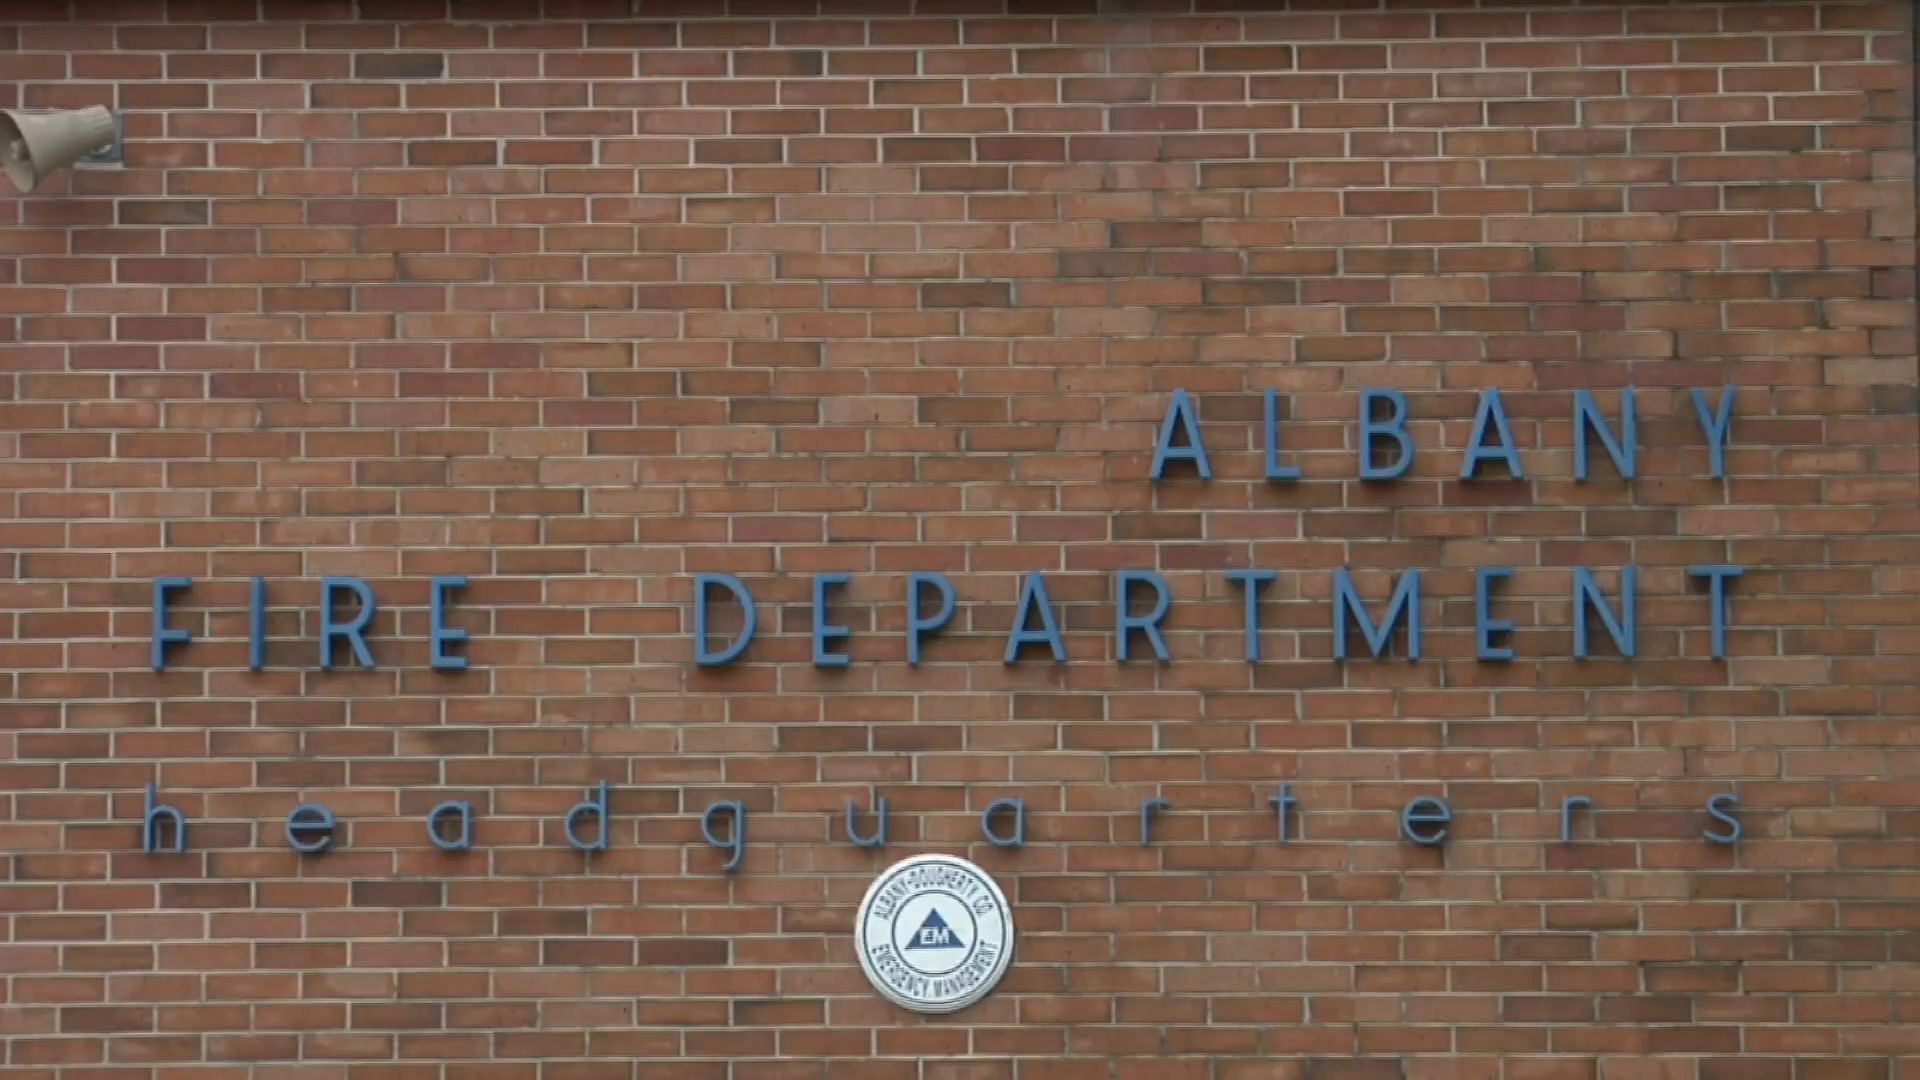 ALBANY
FIRE DEPARTMENT
headquarters
ALBANY-DOUGHERTY CO.
EM
EMERGENCY MANAGEMENT